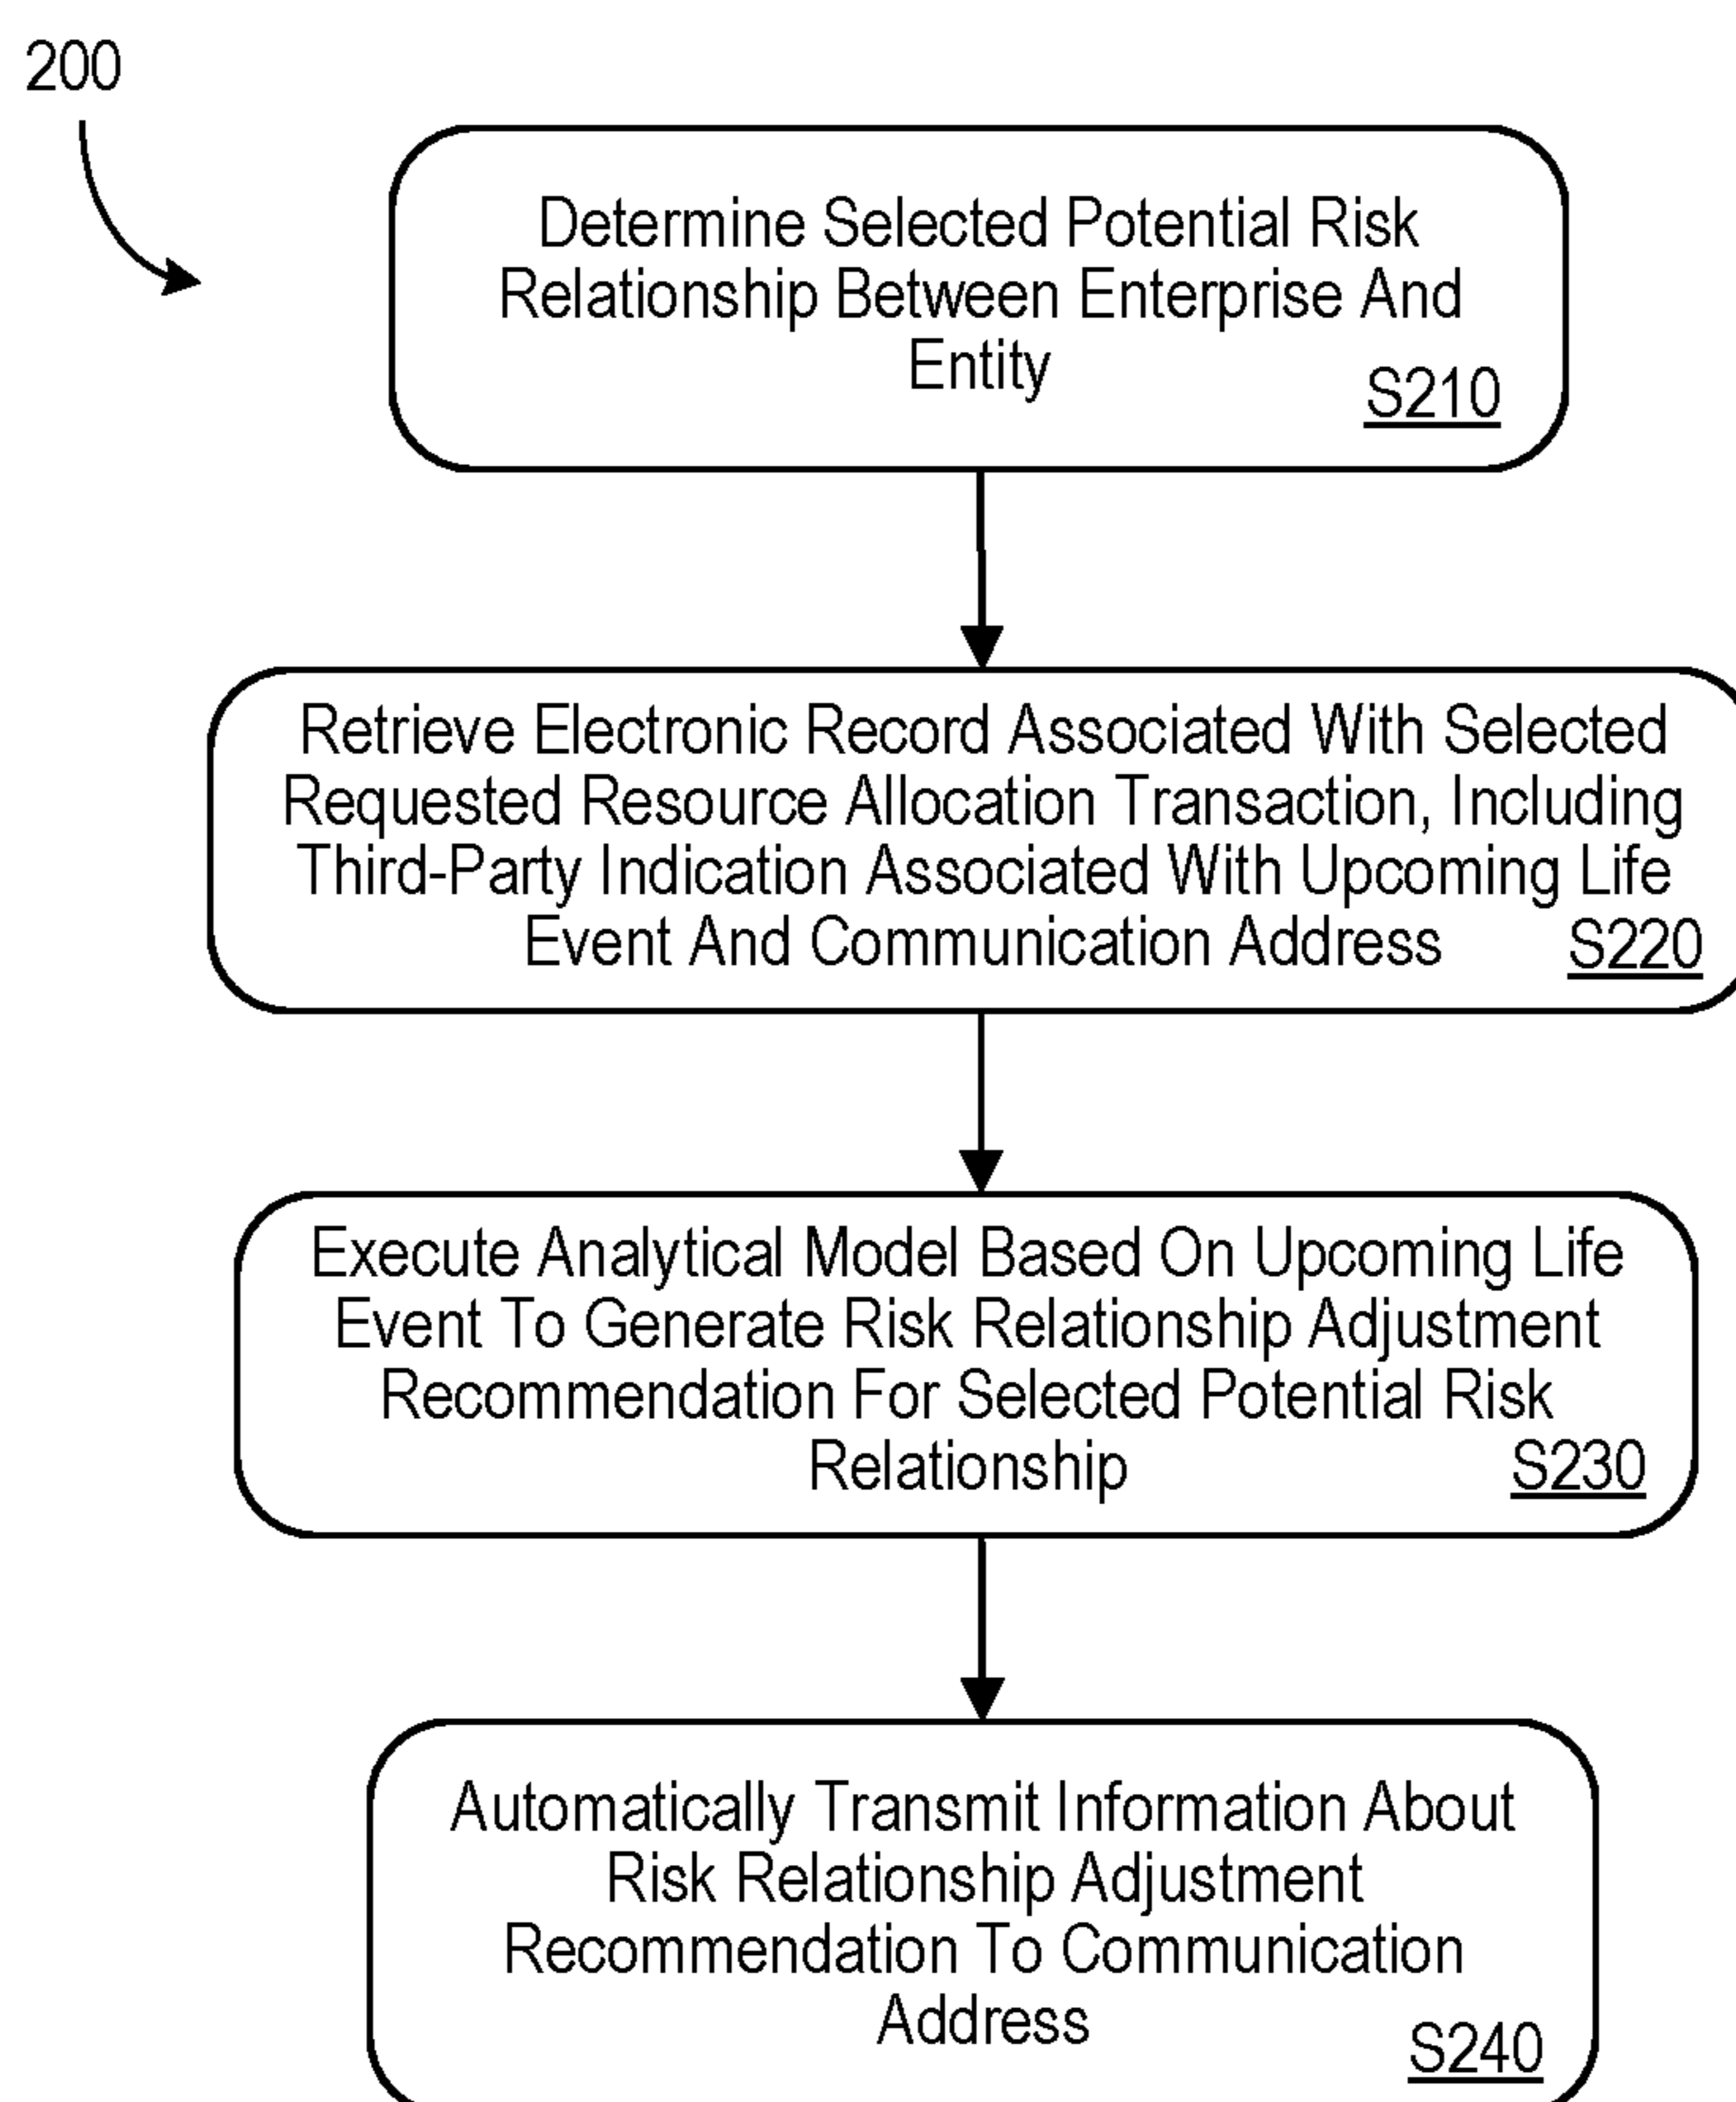 200
Determine Selected Potential Risk
Relationship Between Enterprise And
Entity
S210
Retrieve Electronic Record Associated With Selected
Requested Resource Allocation Transaction, Including
Third-Party Indication Associated With Upcoming Life
Event And Communication Address
S220
Execute Analytical Model Based On Upcoming Life
Event To Generate Risk Relationship Adjustment
Recommendation For Selected Potential Risk
Relationship
S230
Automatically Transmit Information About
Risk Relationship Adjustment
Recommendation To Communication
Address
S240